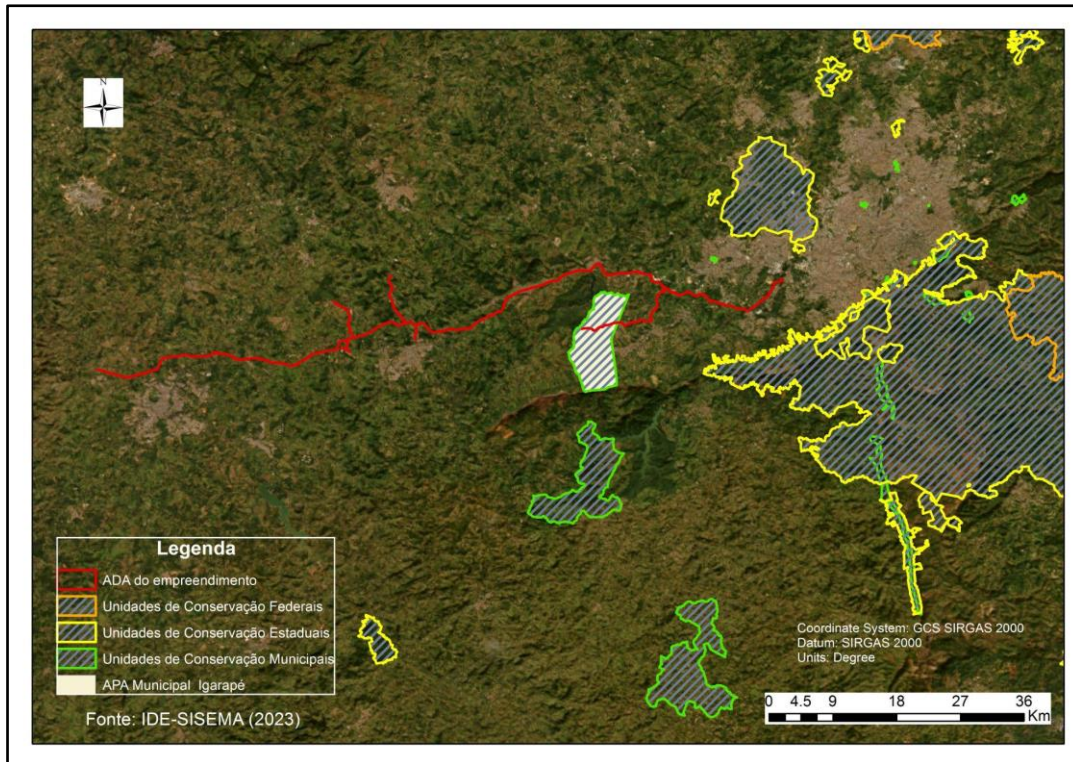 N
Legenda
ADA do empreendimento
Unidades de Conservação Federais
Unidades de Conservação Estaduais
Unidades de Conservação Municipais
APA Municipal Igarapé
Fonte: IDE-SISEMA (2023)
Coordinate System: GCS SIRGAS 2000
Datum: SIRGAS 2000
Units: Degree
0 4.5 9 18 27 36
Km